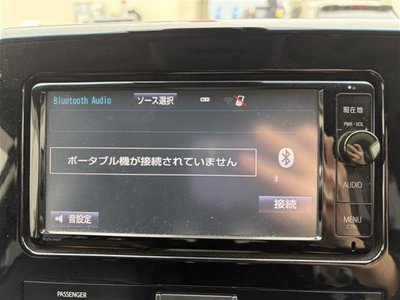 現在地
Bluetooth Audio ソース選択
PWR・VOL
ポータブル機が接続されていません
AUDIO
接続
音設定
MENU
PASSENGER